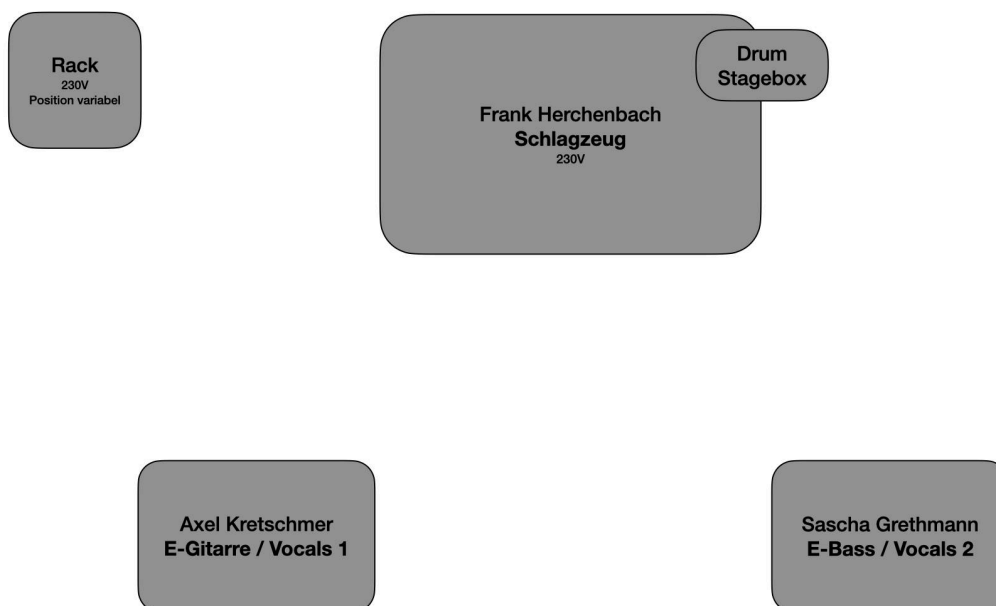 Rack
230V
Position variabel
Drum
Stagebox
Frank Herchenbach
Schlagzeug
230V
Axel Kretschmer
E-Gitarre / Vocals 1
Sascha Grethmann
E-Bass / Vocals 2